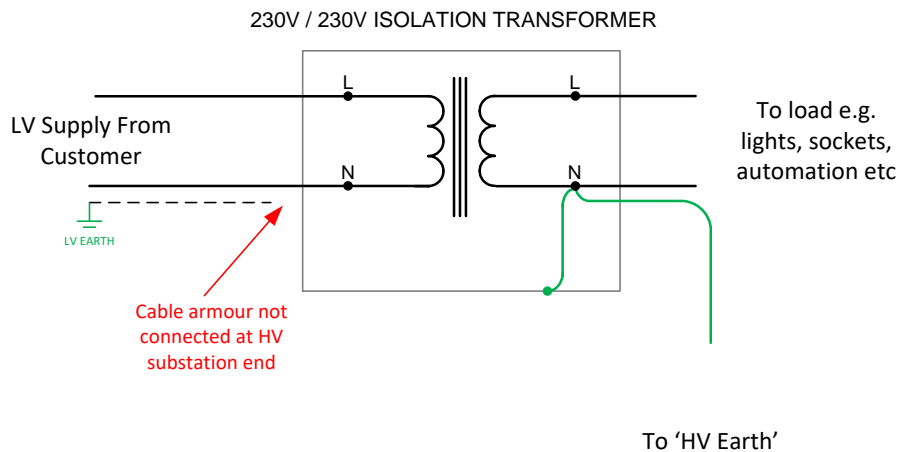 230V / 230V ISOLATION TRANSFORMER
L
L
LV Supply From
Customer
To load e.g.
lights, sockets,
automation etc
N
N
LV EARTH
Cable armour not
connected at HV
substation end
To ‘HV Earth’